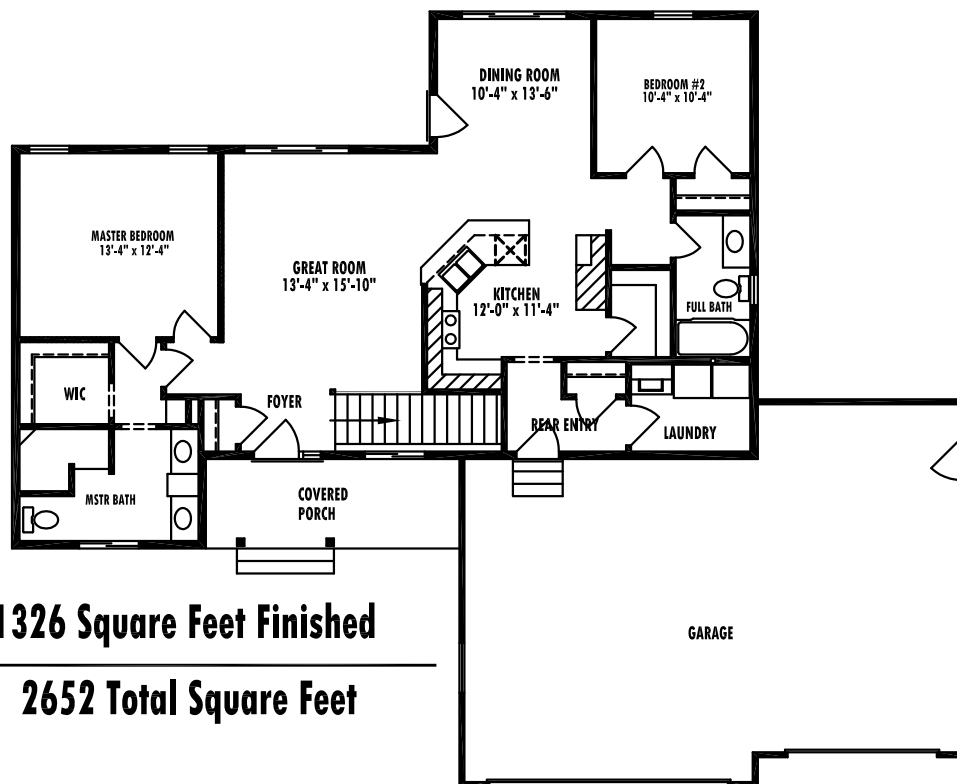 DINING ROOM
10'-4" x 13'-6"
BEDROOM #2
10'-4" x 10'-4"
MASTER BEDROOM
13'-4" x 12'-4"
GREAT ROOM
13'-4" x 15'-10"
KITCHEN
12'-0" x 11'-4"
FULL BATH
WIC
FOYER
REAR ENTRY
LAUNDRY
MSTR BATH
COVERED
PORCH
GARAGE
1326 Square Feet Finished
2652 Total Square Feet